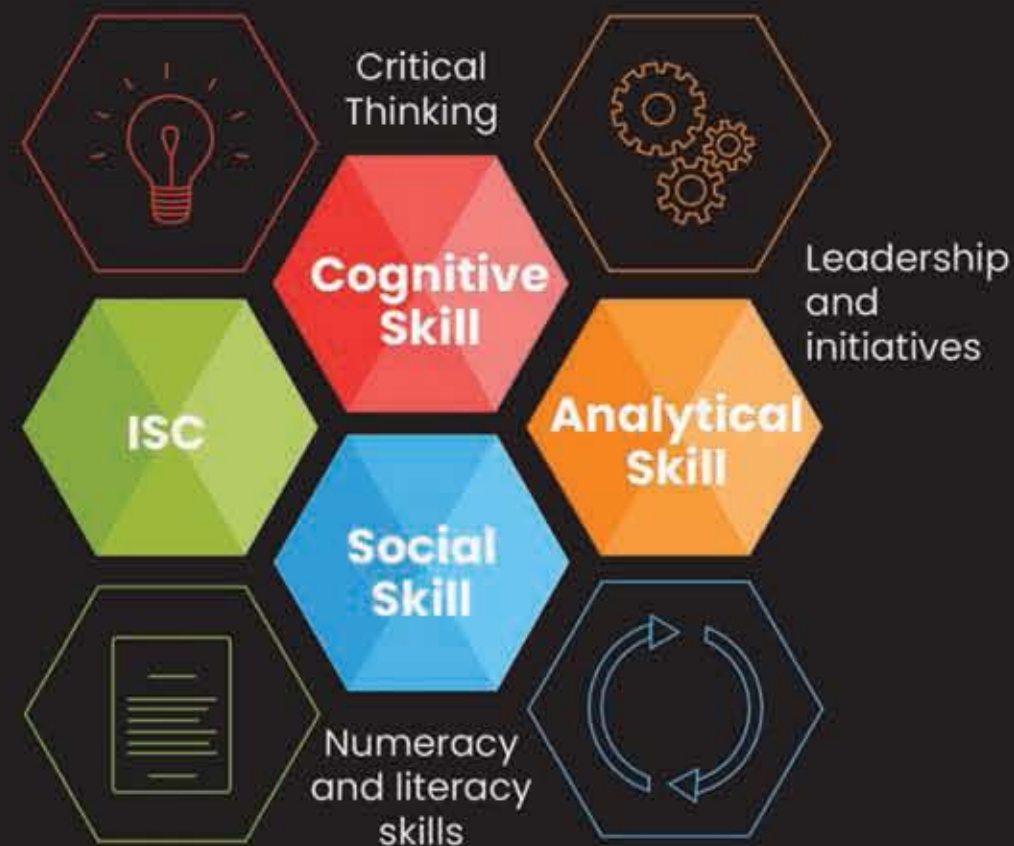 Critical
Thinking
Cognitive
Skill
Leadership
and
initiatives
ISC
Analytical
Skill
Social
Skill
Numeracy
and literacy
skills